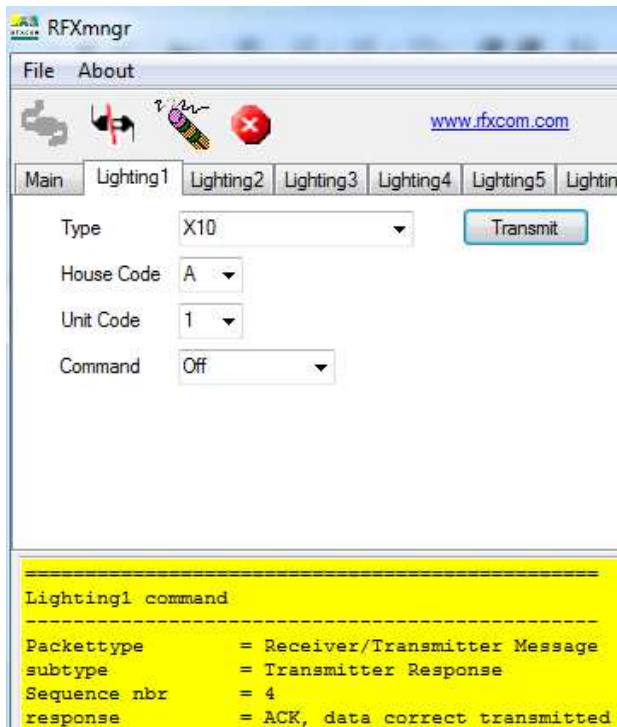 RFXmngr
File About
www.rfxcom.com
Main Lighting1 Lighting2 Lighting3 Lighting4 Lighting5
Type X10 Transmit
House Code A
Unit Code 1
Command Off
==================================================
Lighting1 command
--------------------------------------------------
Packettype = Receiver/Transmitter Message
subtype = Transmitter Response
Sequence nbr = 4
response = ACK, data correct transmitted